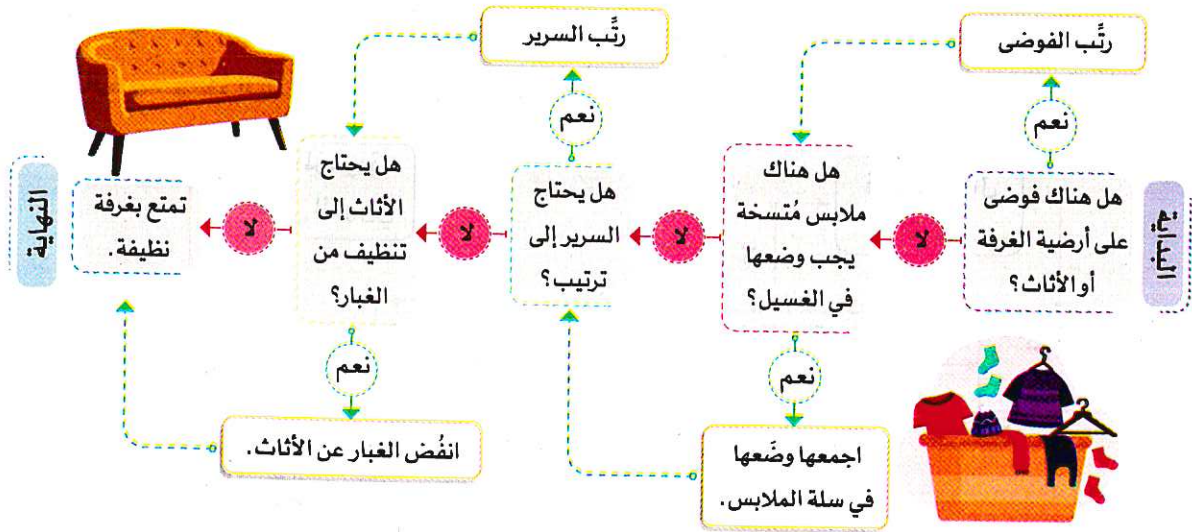 البداية
هل هناك فوضى
على أرضية الغرفة
أو الأثاث؟
نعم
رتِّب الفوضى
لا
هل هناك
ملابس مُتسخة
يجب وضعها
في الغسيل؟
نعم
اجمعها وضَعها
في سلة الملابس.
لا
هل يحتاج
السرير إلى
ترتيب؟
نعم
رتِّب السرير
لا
هل يحتاج
الأثاث إلى
تنظيف من
الغبار؟
نعم
انفُض الغبار عن الأثاث.
لا
تمتع بغرفة
نظيفة.
النهاية